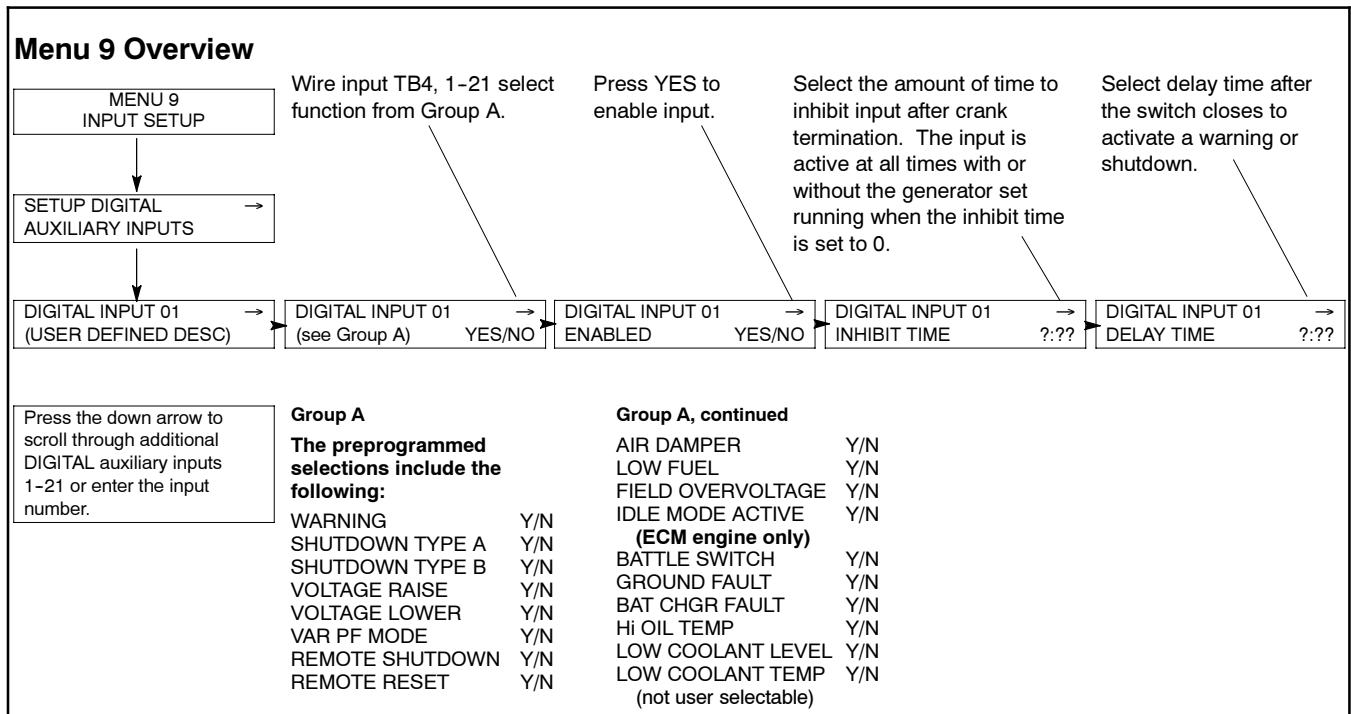 Menu 9 Overview
MENU 9
INPUT SETUP
SETUP DIGITAL →
AUXILIARY INPUTS
Wire input TB4, 1-21 select
function from Group A.
Press YES to
enable input.
Select the amount of time to
inhibit input after crank
termination. The input is
active at all times with or
without the generator set
running when the inhibit time
is set to 0.
Select delay time after
the switch closes to
activate a warning or
shutdown.
DIGITAL INPUT 01 →
(USER DEFINED DESC)
DIGITAL INPUT 01 →
(see Group A) YES/NO
DIGITAL INPUT 01 →
ENABLED YES/NO
DIGITAL INPUT 01 →
INHIBIT TIME ?:??
DIGITAL INPUT 01 →
DELAY TIME ?:??
Press the down arrow to
scroll through additional
DIGITAL auxiliary inputs
1-21 or enter the input
number.
Group A
The preprogrammed
selections include the
following:
WARNING Y/N
SHUTDOWN TYPE A Y/N
SHUTDOWN TYPE B Y/N
VOLTAGE RAISE Y/N
VOLTAGE LOWER Y/N
VAR PF MODE Y/N
REMOTE SHUTDOWN Y/N
REMOTE RESET Y/N
Group A, continued
AIR DAMPER Y/N
LOW FUEL Y/N
FIELD OVERVOLTAGE Y/N
IDLE MODE ACTIVE Y/N
(ECM engine only)
BATTLE SWITCH Y/N
GROUND FAULT Y/N
BAT CHGR FAULT Y/N
Hi OIL TEMP Y/N
LOW COOLANT LEVEL Y/N
LOW COOLANT TEMP Y/N
(not user selectable)